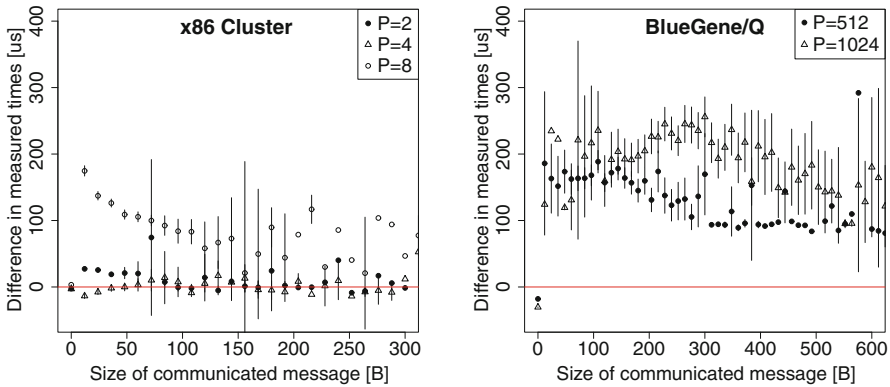 x86 Cluster
P=2
P=4
P=8
Difference in measured times [us]
400
300
200
100
0
0 50 100 150 200 250 300
Size of communicated message [B]
BlueGene/Q
P=512
P=1024
Difference in measured times [us]
400
300
200
100
0
0 100 200 300 400 500 600
Size of communicated message [B]